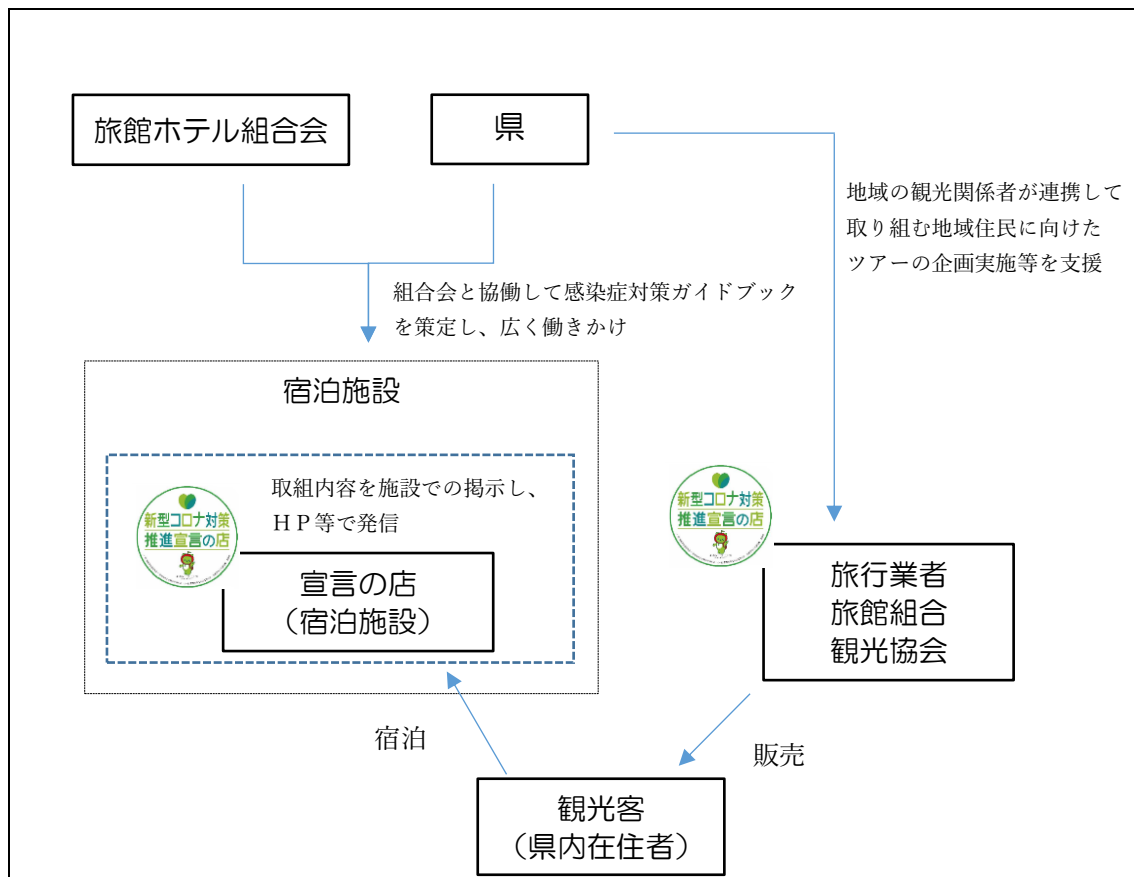 旅館ホテル組合会
県
地域の観光関係者が連携して
取り組む地域住民に向けた
ツアーの企画実施等を支援
組合会と協働して感染症対策ガイドブック
を策定し、広く働きかけ
宿泊施設
取組内容を施設での掲示し、
ＨＰ等で発信
新型コロナ対策
推進宣言の店
宣言の店
（宿泊施設）
新型コロナ対策
推進宣言の店
旅行業者
旅館組合
観光協会
宿泊
販売
観光客
（県内在住者）